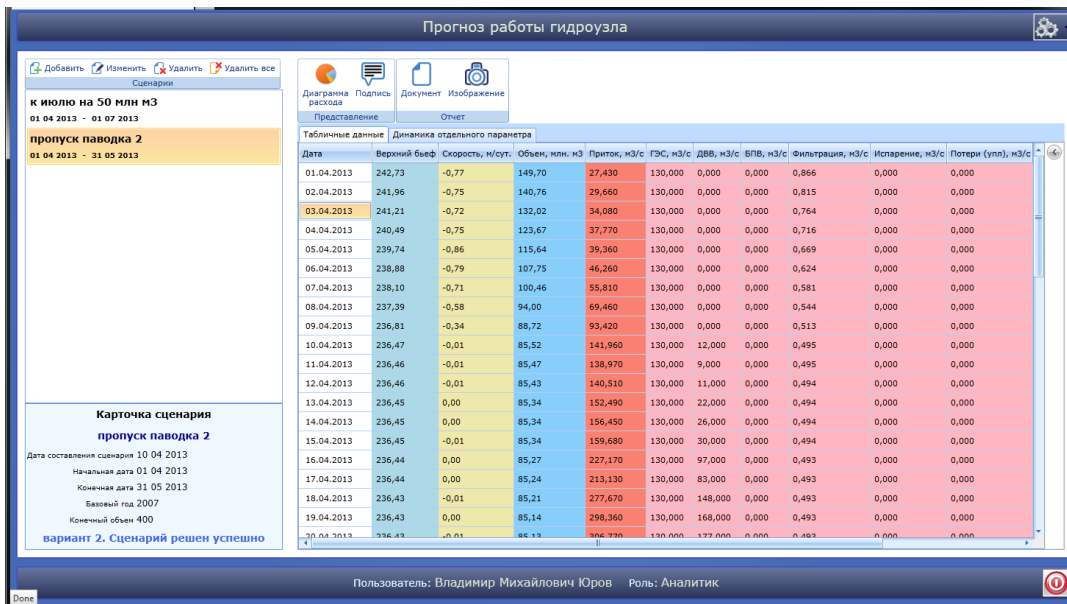 Прогноз работы гидроузла
Добавить Изменить Удалить Удалить все
Сценарии
к июлю на 50 млн м3
01 04 2013 - 01 07 2013
пропуск паводка 2
01 04 2013 - 31 05 2013
Диаграмма расхода Подпись Документ Изображение
Представление Отчет
Табличные данные Динамика отдельного параметра
Дата Верхний бьеф Скорость, м/сут. Объем, млн. м3 Приток, м3/с ГЭС, м3/с ДВВ, м3/с БПВ, м3/с Фильтрация, м3/с Испарение, м3/с Потери (упл), м3/с
01.04.2013 242,73 -0,77 149,70 27,430 130,000 0,000 0,000 0,866 0,000 0,000
02.04.2013 241,96 -0,75 140,76 29,660 130,000 0,000 0,000 0,815 0,000 0,000
03.04.2013 241,21 -0,72 132,02 34,080 130,000 0,000 0,000 0,764 0,000 0,000
04.04.2013 240,49 -0,75 123,67 37,770 130,000 0,000 0,000 0,716 0,000 0,000
05.04.2013 239,74 -0,86 115,64 39,360 130,000 0,000 0,000 0,669 0,000 0,000
06.04.2013 238,88 -0,79 107,75 46,260 130,000 0,000 0,000 0,624 0,000 0,000
07.04.2013 238,10 -0,71 100,46 55,810 130,000 0,000 0,000 0,581 0,000 0,000
08.04.2013 237,39 -0,58 94,00 69,460 130,000 0,000 0,000 0,544 0,000 0,000
09.04.2013 236,81 -0,34 88,72 93,420 130,000 0,000 0,000 0,513 0,000 0,000
10.04.2013 236,47 -0,01 85,52 141,960 130,000 12,000 0,000 0,495 0,000 0,000
11.04.2013 236,46 -0,01 85,47 138,970 130,000 9,000 0,000 0,495 0,000 0,000
12.04.2013 236,46 -0,01 85,43 140,510 130,000 11,000 0,000 0,494 0,000 0,000
13.04.2013 236,45 0,00 85,34 152,490 130,000 22,000 0,000 0,494 0,000 0,000
14.04.2013 236,45 0,00 85,34 156,450 130,000 26,000 0,000 0,494 0,000 0,000
15.04.2013 236,45 -0,01 85,34 159,680 130,000 30,000 0,000 0,494 0,000 0,000
16.04.2013 236,44 0,00 85,27 227,170 130,000 97,000 0,000 0,493 0,000 0,000
17.04.2013 236,44 0,00 85,24 213,130 130,000 83,000 0,000 0,493 0,000 0,000
18.04.2013 236,43 -0,01 85,21 277,670 130,000 148,000 0,000 0,493 0,000 0,000
19.04.2013 236,43 0,00 85,14 298,360 130,000 168,000 0,000 0,493 0,000 0,000
20.04.2013 236,43 -0,01 85,13 306,770 130,000 177,000 0,000 0,493 0,000 0,000
Карточка сценария
пропуск паводка 2
Дата составления сценария 10 04 2013
Начальная дата 01 04 2013
Конечная дата 31 05 2013
Базовый год 2007
Конечный объем 400
вариант 2. Сценарий решен успешно
Пользователь: Владимир Михайлович Юров Роль: Аналитик
Done